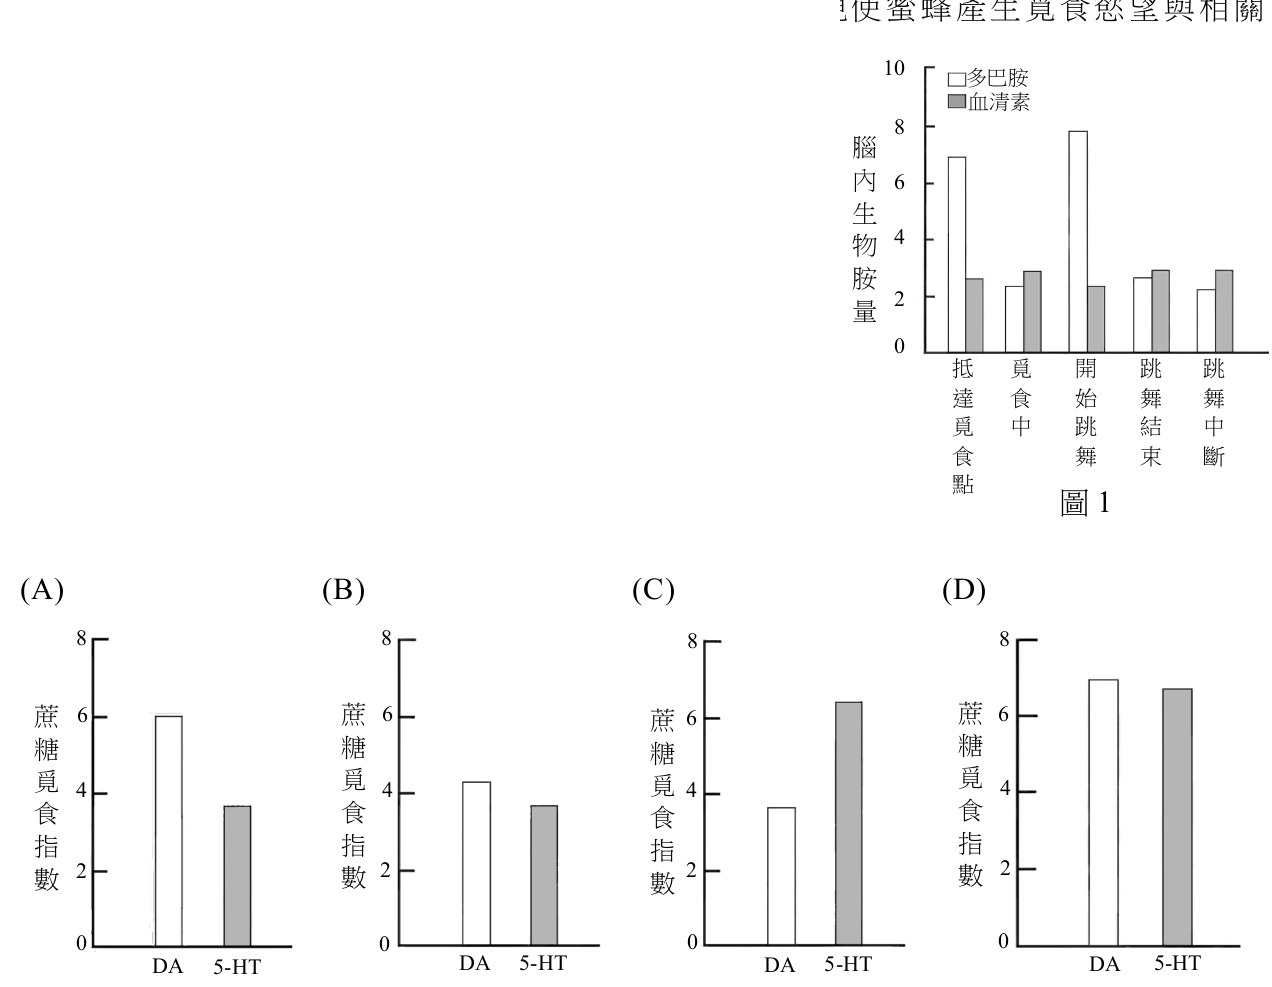 使蜜蜂產生覓食慾望與相關
10
8
6
4
2
0
多巴胺
血清素
腦內生物胺量
抵達覓食點
覓食中
開始跳舞
跳舞結束
跳舞中斷
圖 1
(A)
8
6
4
2
0
蔗糖覓食指數
DA 5-HT
(B)
8
6
4
2
0
蔗糖覓食指數
DA 5-HT
(C)
8
6
4
2
0
蔗糖覓食指數
DA 5-HT
(D)
8
6
4
2
0
蔗糖覓食指數
DA 5-HT